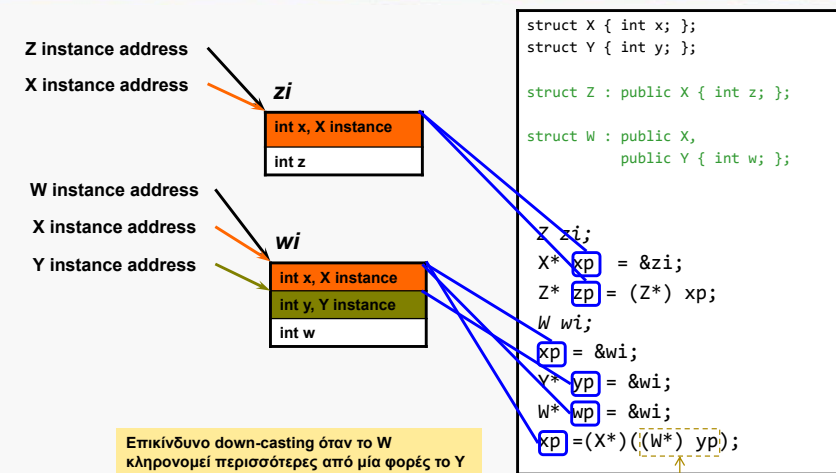 Z instance address
X instance address
zi
int x, X instance
int z
W instance address
X instance address
Y instance address
wi
int x, X instance
int y, Y instance
int w
Επικίνδυνο down-casting όταν το W
κληρονομεί περισσότερες από μία φορές το Y
struct X { int x; };
struct Y { int y; };
struct Z : public X { int z; };
struct W : public X,
public Y { int w; };
Z zi;
X* xp = &zi;
Z* zp = (Z*) xp;
W wi;
xp = &wi;
Y* yp = &wi;
W* wp = &wi;
xp =(X*)((W*) yp);